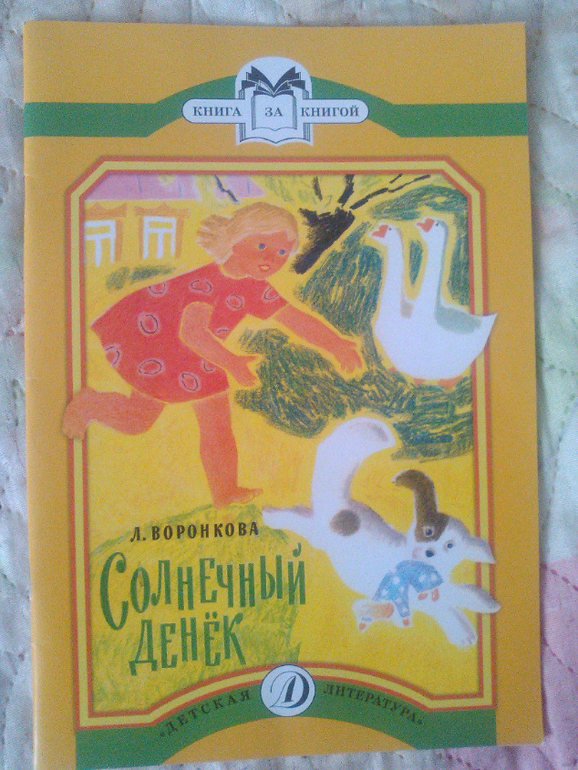 КНИГА ЗА КНИГОЙ
Л. ВОРОНКОВА
СОЛНЕЧНЫЙ
ДЕНЁК
"ДЕТСКАЯ Д ЛИТЕРАТУРА"